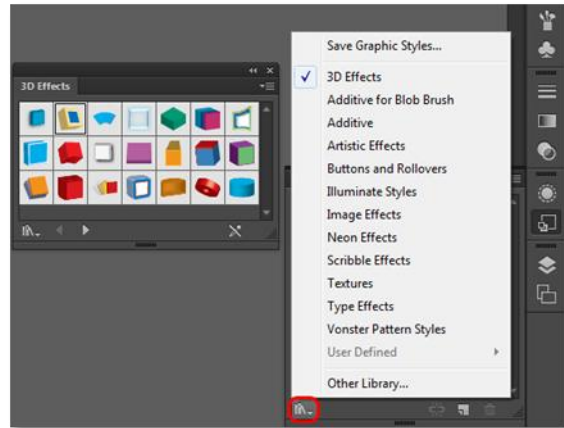 3D Effects
Save Graphic Styles...
3D Effects
Additive for Blob Brush
Additive
Artistic Effects
Buttons and Rollovers
Illuminate Styles
Image Effects
Neon Effects
Scribble Effects
Textures
Type Effects
Vonster Pattern Styles
User Defined
Other Library...